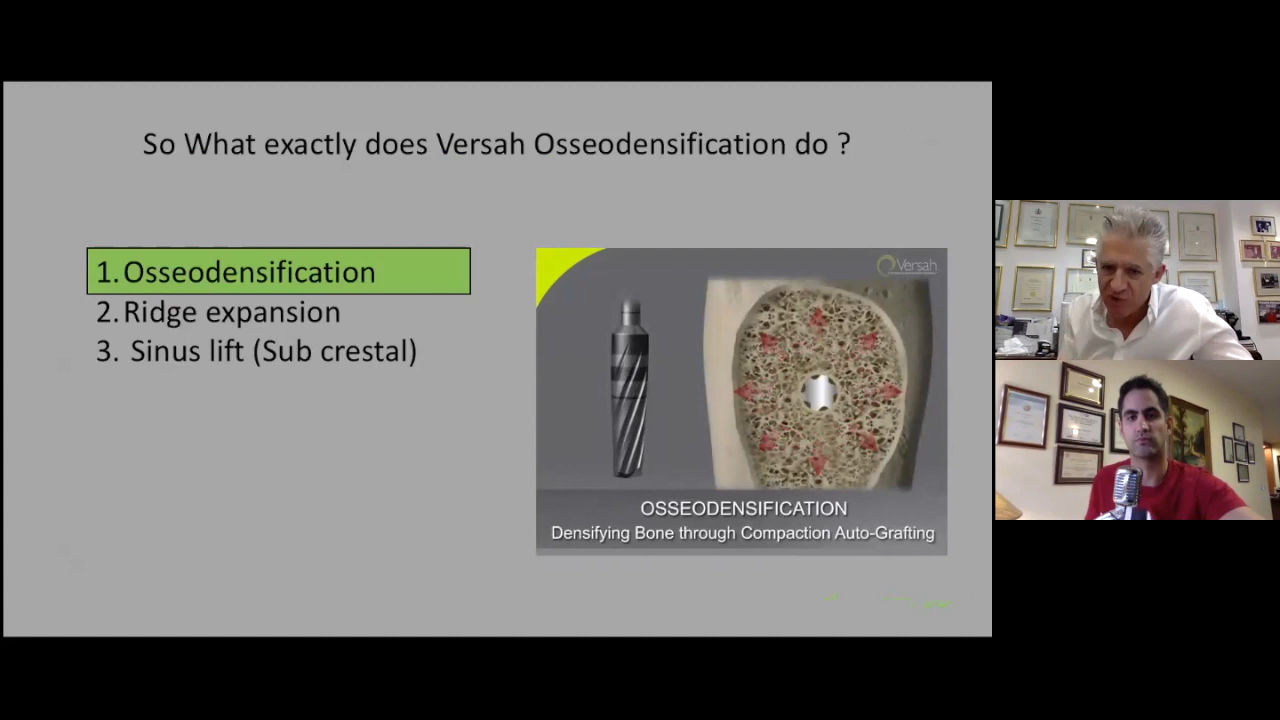 So What exactly does Versah Osseodensification do ?
1. Osseodensification
2. Ridge expansion
3. Sinus lift (Sub crestal)
Versah
OSSEODENSIFICATION
Densifying Bone through Compaction Auto-Grafting